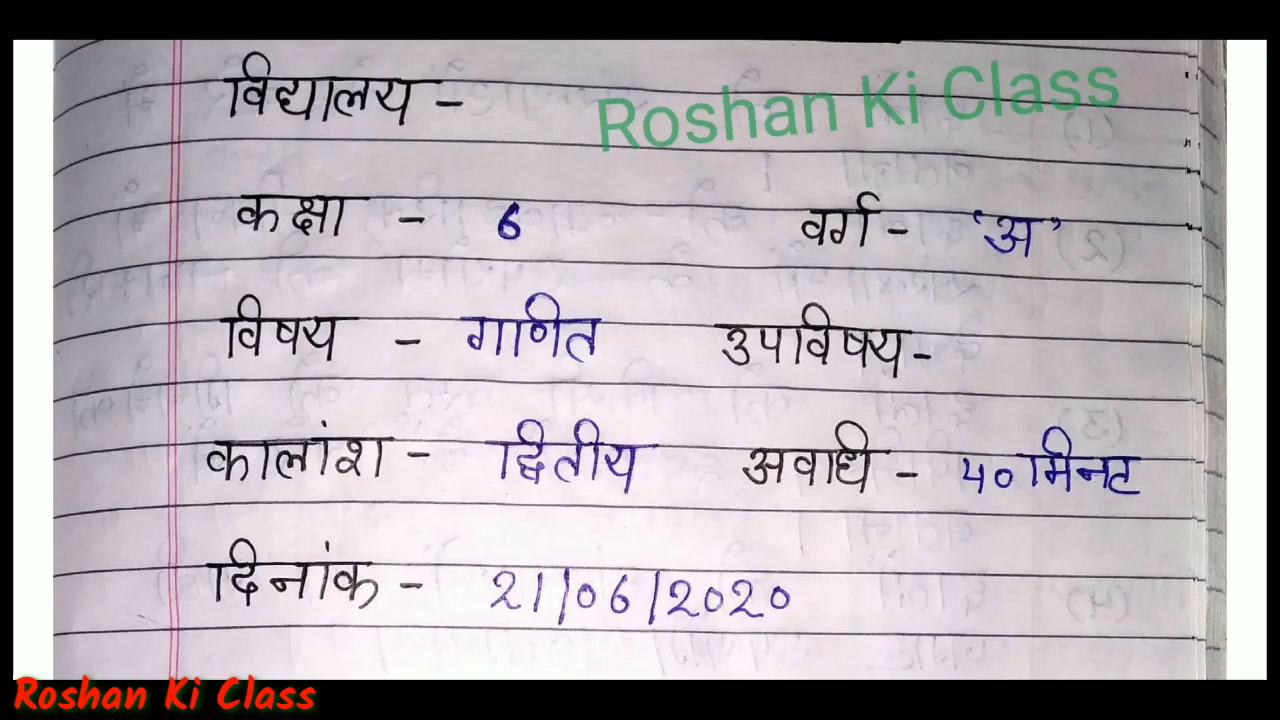 विद्यालय -
Roshan Ki Class
कक्षा - 6 वर्ग - 'अ'
विषय - गणित उपविषय-
कालांश - द्वितीय अवधि - 40 मिनट
दिनांक - 21/06/2020
Roshan Ki Class